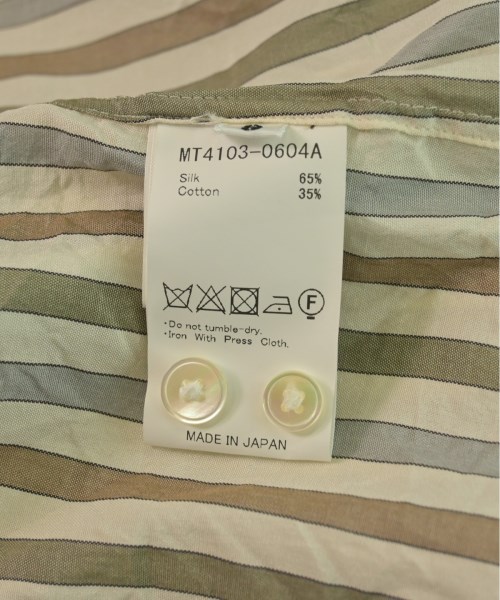 MT4103-0604A
Silk 65%
Cotton 35%
F
·Do not tumble-dry.
·Iron With Press Cloth.
MADE IN JAPAN